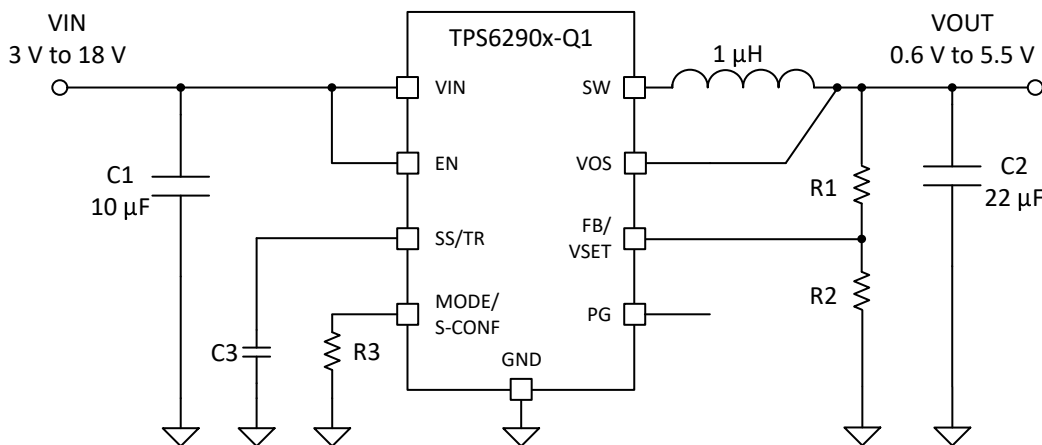 VIN
3 V to 18 V
TPS6290x-Q1
VOUT
0.6 V to 5.5 V
1 µH
VIN
SW
EN
VOS
C1
10 µF
R1
C2
22 µF
SS/TR
FB/
VSET
MODE/
S-CONF
PG
R2
C3
R3
GND